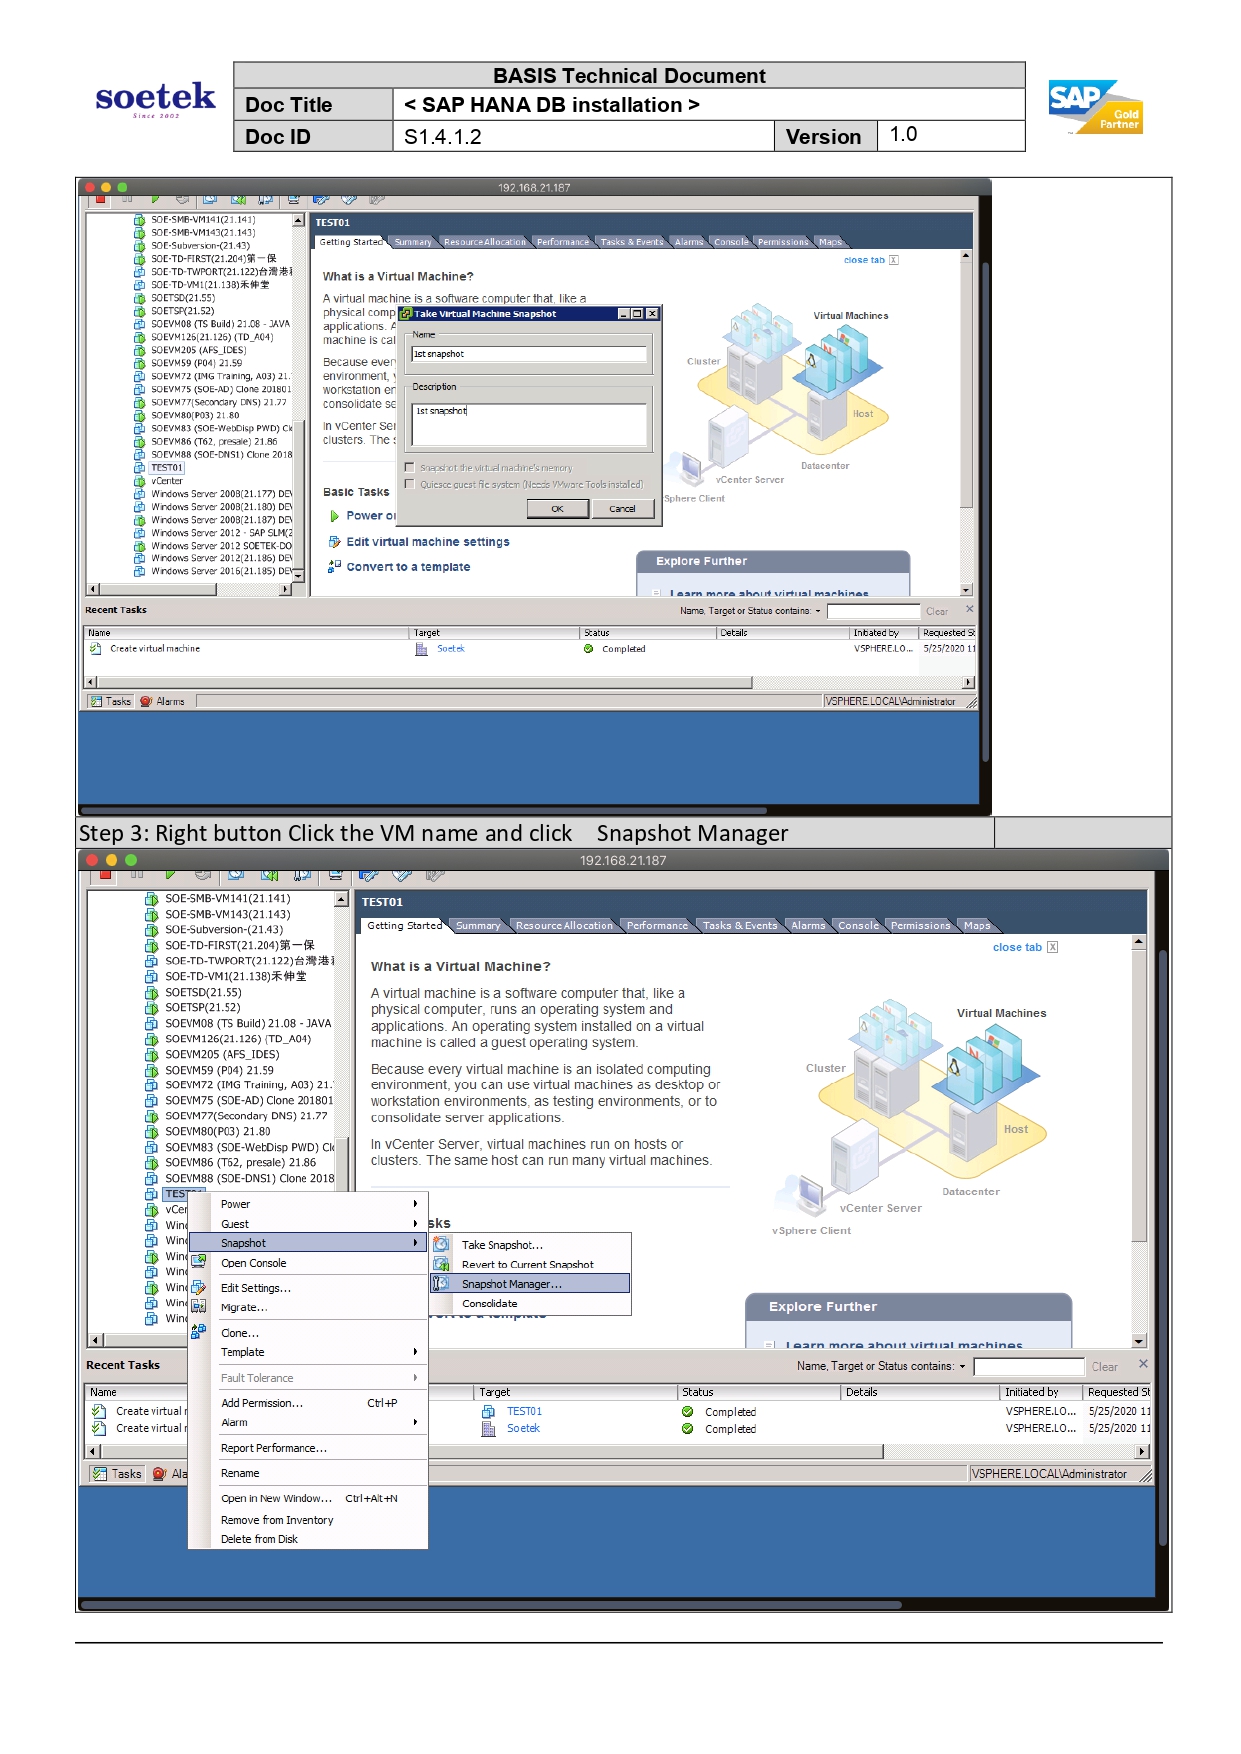 soetek
Since 2002
BASIS Technical Document
Doc Title < SAP HANA DB installation >
Doc ID S1.4.1.2 Version 1.0
SAP Gold Partner
192.168.21.187
SOE-SMB-VM141(21.141)
SOE-SMB-VM143(21.143)
SOE-Subversion-(21.43)
SOE-TD-FIRST(21.204)第一保
SOE-TD-TWPORT(21.122)台灣港
SOE-TD-VM1(21.138)禾伸堂
SOETSD(21.55)
SOETSP(21.52)
SOEVM08 (TS Build) 21.08 - JAVA
SOEVM126(21.126) (TD_A04)
SOEVM205 (AFS_IDES)
SOEVM59 (P04) 21.59
SOEVM72 (IMG Training, A03) 21.
SOEVM75 (SOE-AD) Clone 201801
SOEVM77(Secondary DNS) 21.77
SOEVM80(P03) 21.80
SOEVM83 (SOE-WebDisp PWD) Cl
SOEVM86 (T62, presale) 21.86
SOEVM88 (SOE-DNS1) Clone 2018
TEST01
vCenter
Windows Server 2008(21.177) DEV
Windows Server 2008(21.180) DEV
Windows Server 2008(21.187) DEV
Windows Server 2012 - SAP SLM(2
Windows Server 2012 SOETEK-DO
Windows Server 2012(21.186) DEV
Windows Server 2016(21.185) DEV
TEST01
Getting Started Summary Resource Allocation Performance Tasks & Events Alarms Console Permissions Maps
close tab X
What is a Virtual Machine?
A virtual machine is a software computer that, like a
physical comp
applications. A
machine is cal
Because ever
environment,
workstation en
consolidate se
In vCenter Ser
clusters. The s
Take Virtual Machine Snapshot
Name
1st snapshot
Description
1st snapshot
Snapshot the virtual machine's memory
Quiesce guest file system (Needs VMware Tools installed)
OK Cancel
Basic Tasks
Power o
Edit virtual machine settings
Convert to a template
Virtual Machines
Cluster
Host
Datacenter
vCenter Server
Sphere Client
Explore Further
Learn more about virtual machines
Recent Tasks Name, Target or Status contains: Clear
Name Target Status Details Initiated by Requested St
Create virtual machine Soetek Completed VSPHERE.LO... 5/25/2020 11
Tasks Alarms VSPHERE.LOCAL\Administrator
Step 3: Right button Click the VM name and click Snapshot Manager
192.168.21.187
SOE-SMB-VM141(21.141)
SOE-SMB-VM143(21.143)
SOE-Subversion-(21.43)
SOE-TD-FIRST(21.204)第一保
SOE-TD-TWPORT(21.122)台灣港
SOE-TD-VM1(21.138)禾伸堂
SOETSD(21.55)
SOETSP(21.52)
SOEVM08 (TS Build) 21.08 - JAVA
SOEVM126(21.126) (TD_A04)
SOEVM205 (AFS_IDES)
SOEVM59 (P04) 21.59
SOEVM72 (IMG Training, A03) 21.
SOEVM75 (SOE-AD) Clone 201801
SOEVM77(Secondary DNS) 21.77
SOEVM80(P03) 21.80
SOEVM83 (SOE-WebDisp PWD) Cl
SOEVM86 (T62, presale) 21.86
SOEVM88 (SOE-DNS1) Clone 2018
TEST01
vCe
Win
Win
Win
Win
Win
Win
Win
TEST01
Getting Started Summary Resource Allocation Performance Tasks & Events Alarms Console Permissions Maps
close tab X
What is a Virtual Machine?
A virtual machine is a software computer that, like a
physical computer, runs an operating system and
applications. An operating system installed on a virtual
machine is called a guest operating system.
Because every virtual machine is an isolated computing
environment, you can use virtual machines as desktop or
workstation environments, as testing environments, or to
consolidate server applications.
In vCenter Server, virtual machines run on hosts or
clusters. The same host can run many virtual machines.
sks
Virtual Machines
Cluster
Host
Datacenter
vCenter Server
vSphere Client
Power
Guest
Snapshot
Open Console
Edit Settings...
Migrate...
Clone...
Template
Fault Tolerance
Add Permission... Ctrl+P
Alarm
Report Performance...
Rename
Open in New Window... Ctrl+Alt+N
Remove from Inventory
Delete from Disk
Take Snapshot...
Revert to Current Snapshot
Snapshot Manager...
Consolidate
Explore Further
Learn more about virtual machines
Recent Tasks Name, Target or Status contains: Clear
Name Target Status Details Initiated by Requested St
Create virtual r TEST01 Completed VSPHERE.LO... 5/25/2020 11
Create virtual r Soetek Completed VSPHERE.LO... 5/25/2020 11
Tasks Ala VSPHERE.LOCAL\Administrator